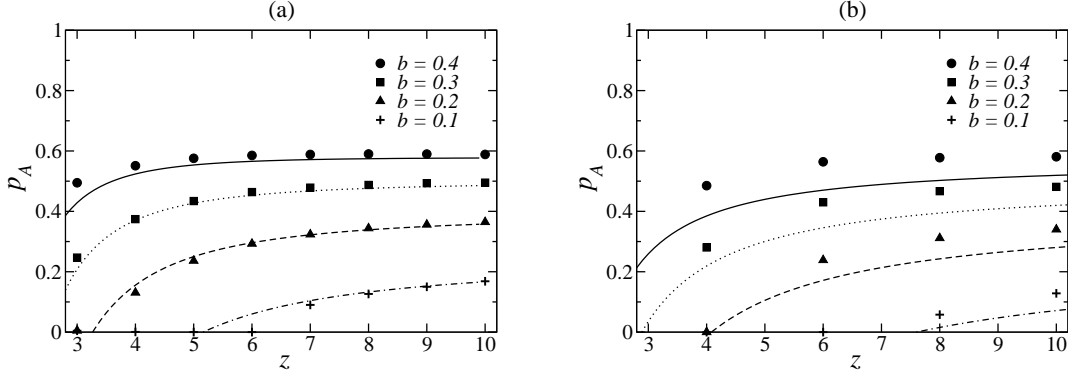 (a)
1
0.8
0.6
0.4
0.2
0
p_A
b = 0.4
b = 0.3
b = 0.2
b = 0.1
3 4 5 6 7 8 9 10
z
(b)
1
0.8
0.6
0.4
0.2
0
p_A
b = 0.4
b = 0.3
b = 0.2
b = 0.1
3 4 5 6 7 8 9 10
z